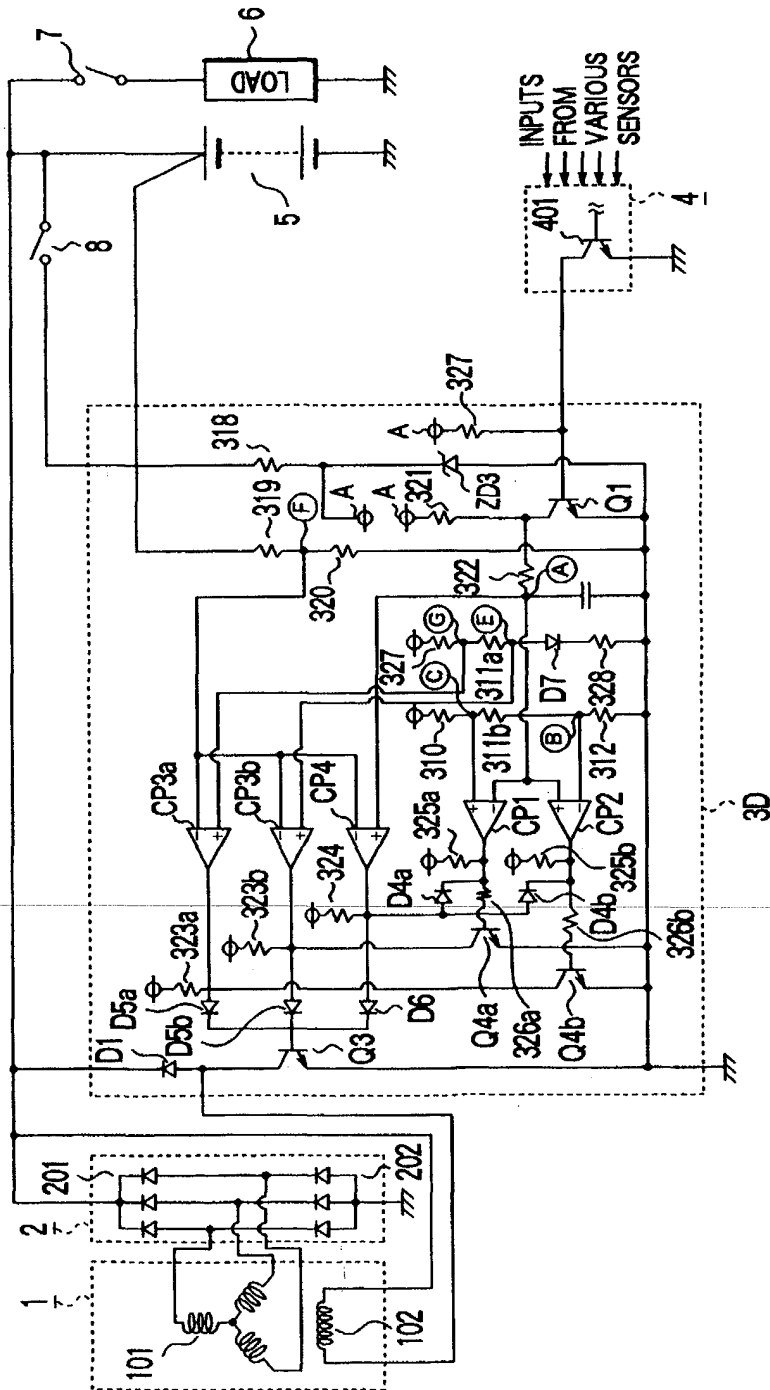 1
2
201
202
101
102
D1
D5a
323a
D5b
323b
CP3a
CP3b
CP4
324
D6
Q3
D4a
325a
CP1
CP2
325b
D4b
326b
Q4a
326a
Q4b
310
327
G
C
311a
E
311b
B
D7
328
312
320
319
F
318
A
A
321
322
A
ZD3
Q1
A
327
3D
8
5
7
6
LOAD
INPUTS
FROM
VARIOUS
SENSORS
4
401